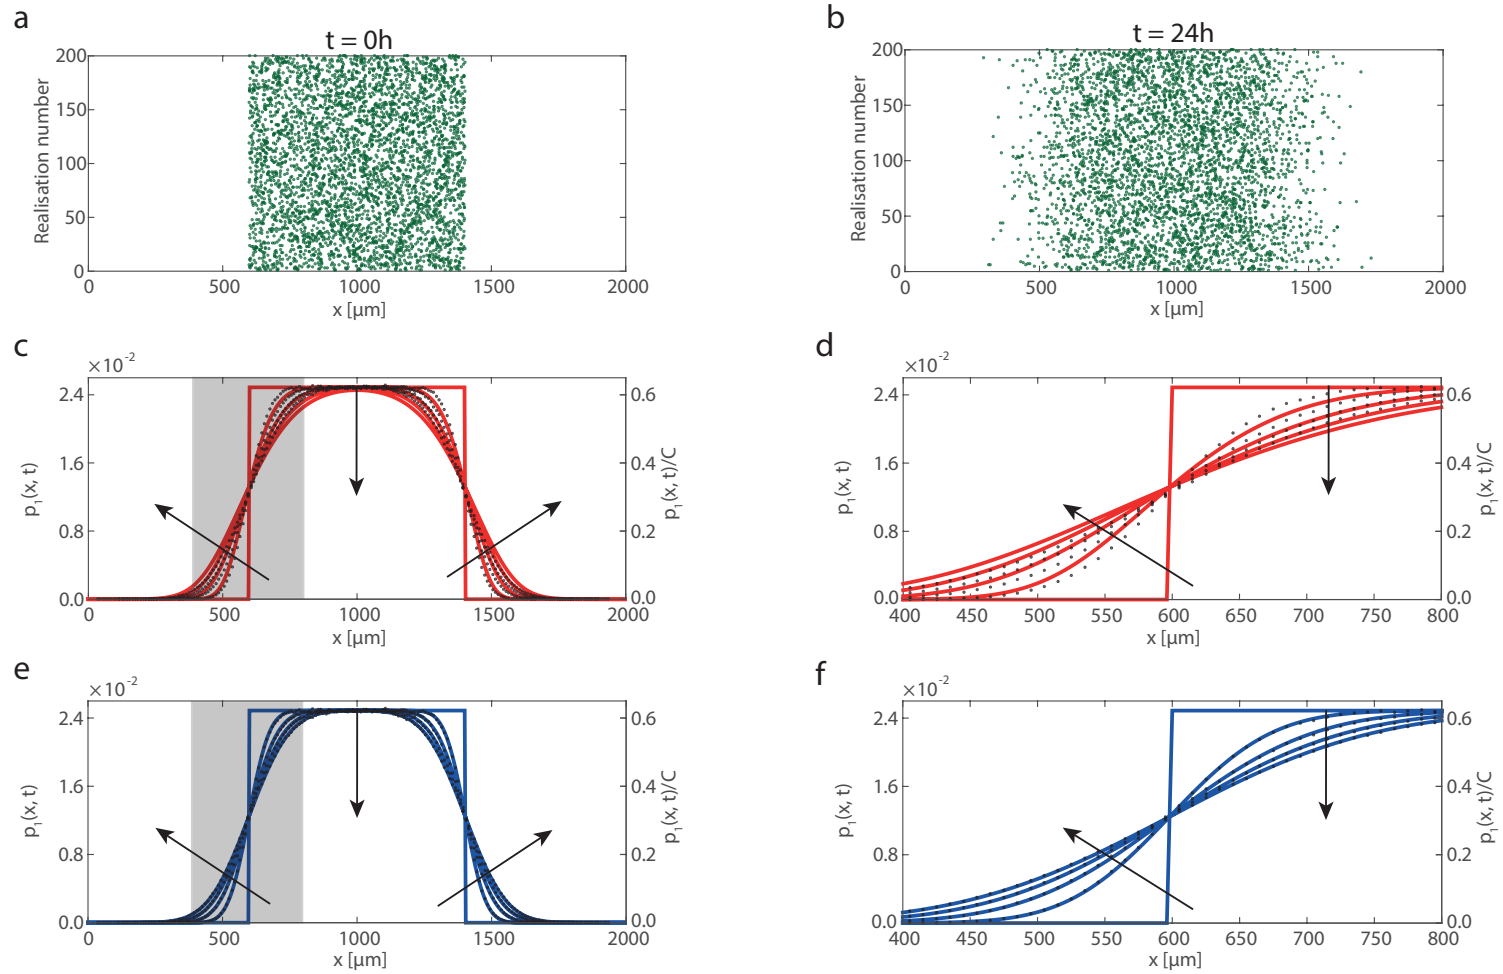 a
t = 0h
200
150
100
50
0
Realisation number
0 500 1000 1500 2000
x [μm]
b
t = 24h
200
150
100
50
0
Realisation number
0 500 1000 1500 2000
x [μm]
c
×10-2
2.4
1.6
0.8
0.0
p1(x, t)
0.6
0.4
0.2
0.0
p1(x, t)/C
0 500 1000 1500 2000
x [μm]
d
×10-2
2.4
1.6
0.8
0.0
p1(x, t)
0.6
0.4
0.2
0.0
p1(x, t)/C
400 450 500 550 600 650 700 750 800
x [μm]
e
×10-2
2.4
1.6
0.8
0.0
p1(x, t)
0.6
0.4
0.2
0.0
p1(x, t)/C
0 500 1000 1500 2000
x [μm]
f
×10-2
2.4
1.6
0.8
0.0
p1(x, t)
0.6
0.4
0.2
0.0
p1(x, t)/C
400 450 500 550 600 650 700 750 800
x [μm]